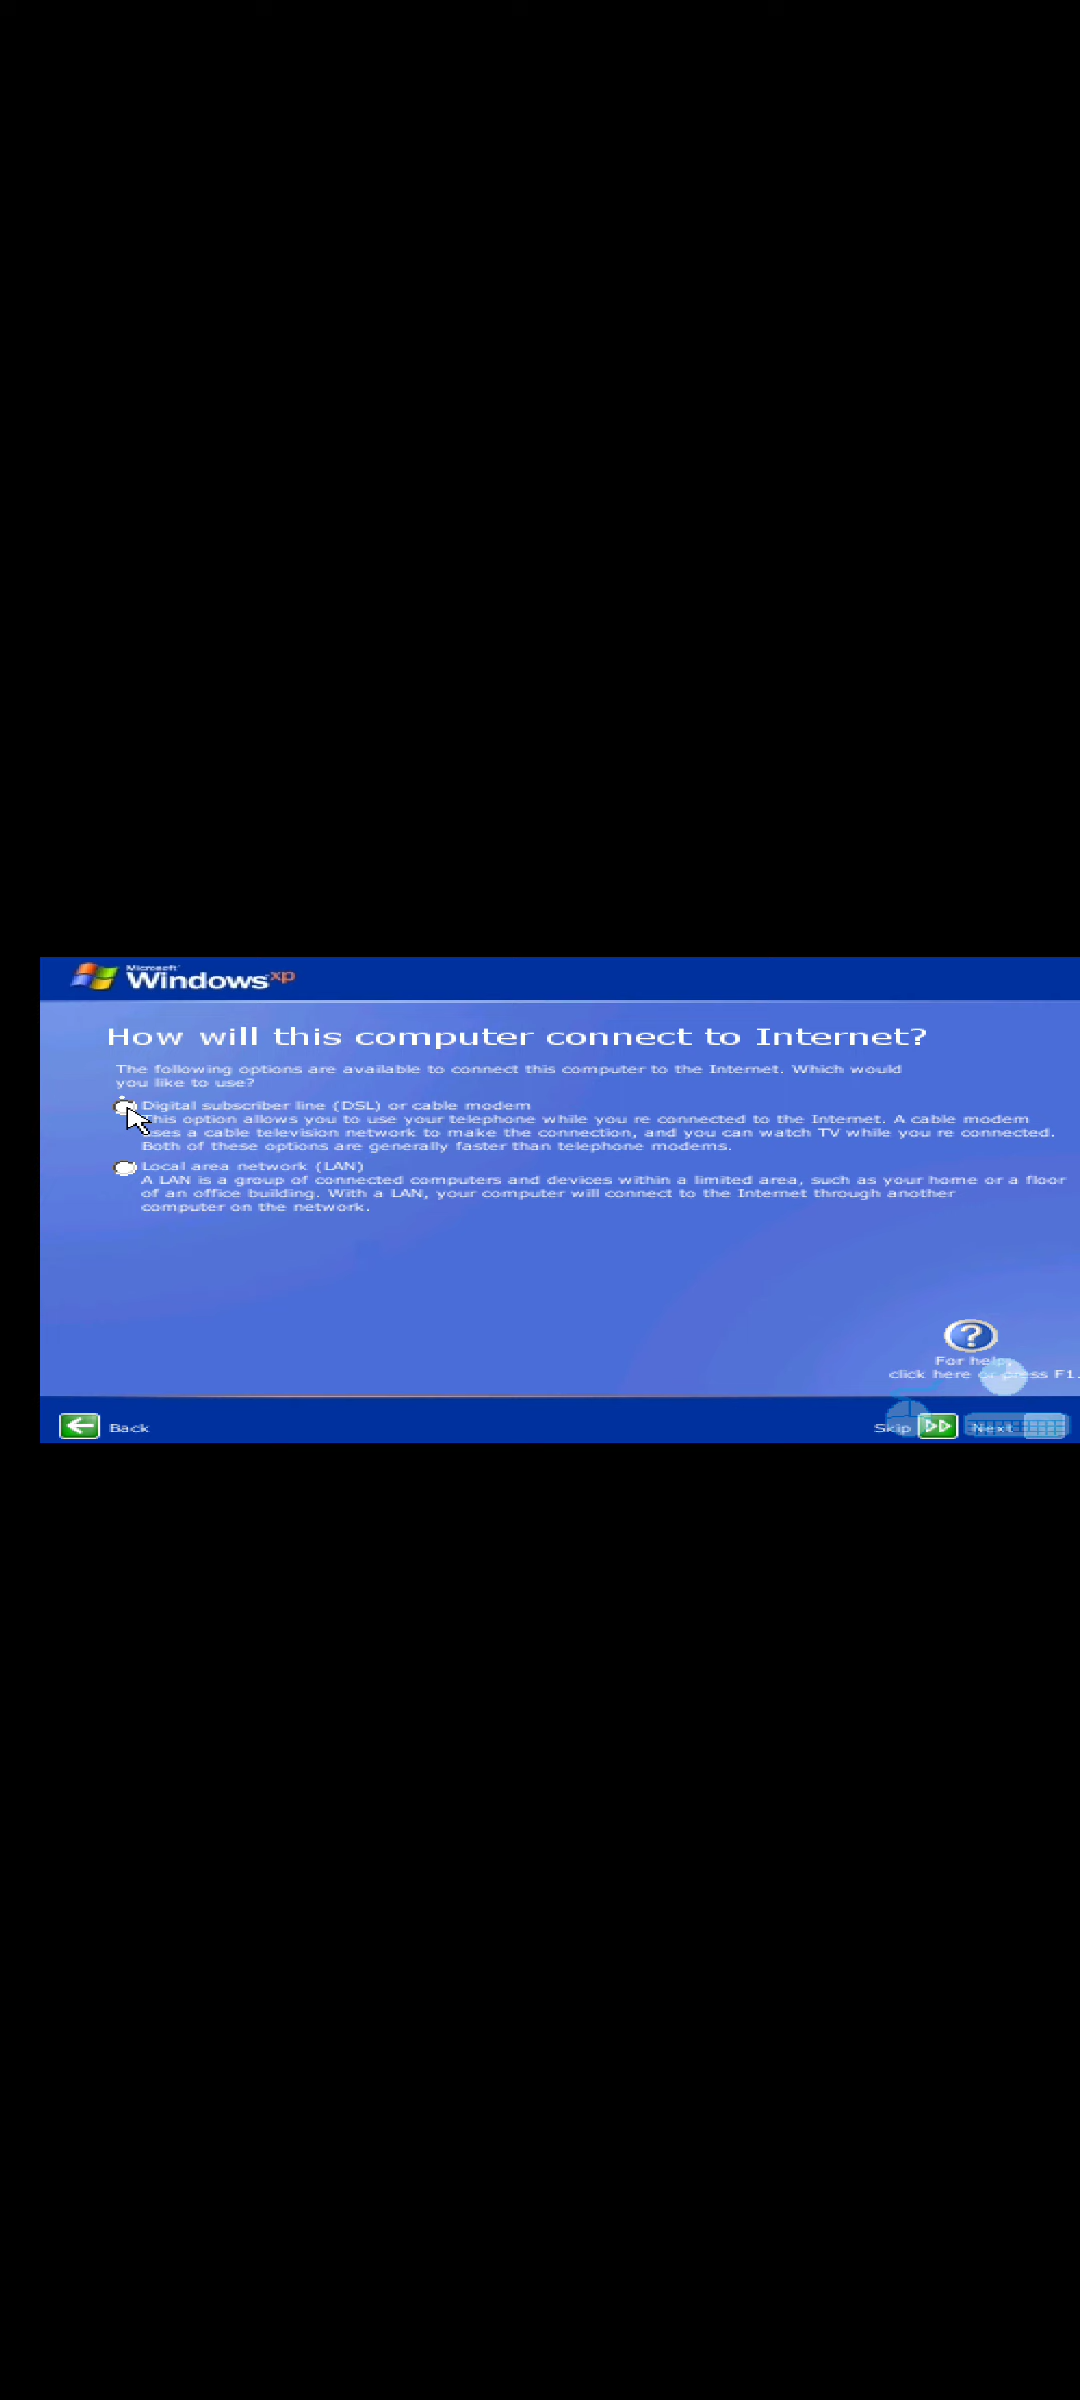 Microsoft
Windows xp
How will this computer connect to Internet?
The following options are available to connect this computer to the Internet. Which would
you like to use?
Digital subscriber line (DSL) or cable modem
This option allows you to use your telephone while you re connected to the Internet. A cable modem
uses a cable television network to make the connection, and you can watch TV while you re connected.
Both of these options are generally faster than telephone modems.
Local area network (LAN)
A LAN is a group of connected computers and devices within a limited area, such as your home or a floor
of an office building. With a LAN, your computer will connect to the Internet through another
computer on the network.
For help,
click here or press F1.
Back
Skip
Next